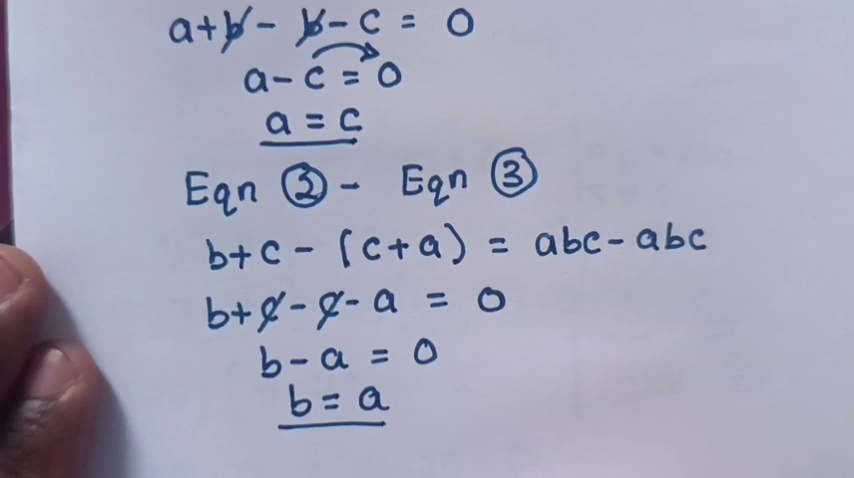 a+b - b - c = 0
a - c = 0
a = c
Eqn ② - Eqn ③
b+c - (c+a) = abc - abc
b+c - c - a = 0
b - a = 0
b = a